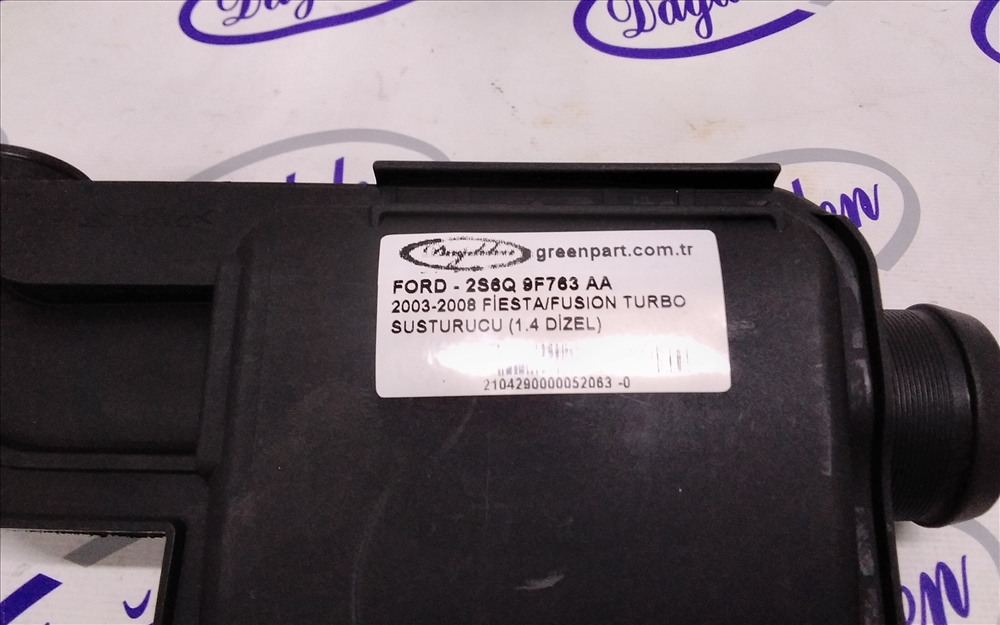 greenpart.com.tr
FORD - 2S6Q 9F763 AA
2003-2008 FİESTA/FUSION TURBO
SUSTURUCU (1.4 DİZEL)
2104290000052063 -0